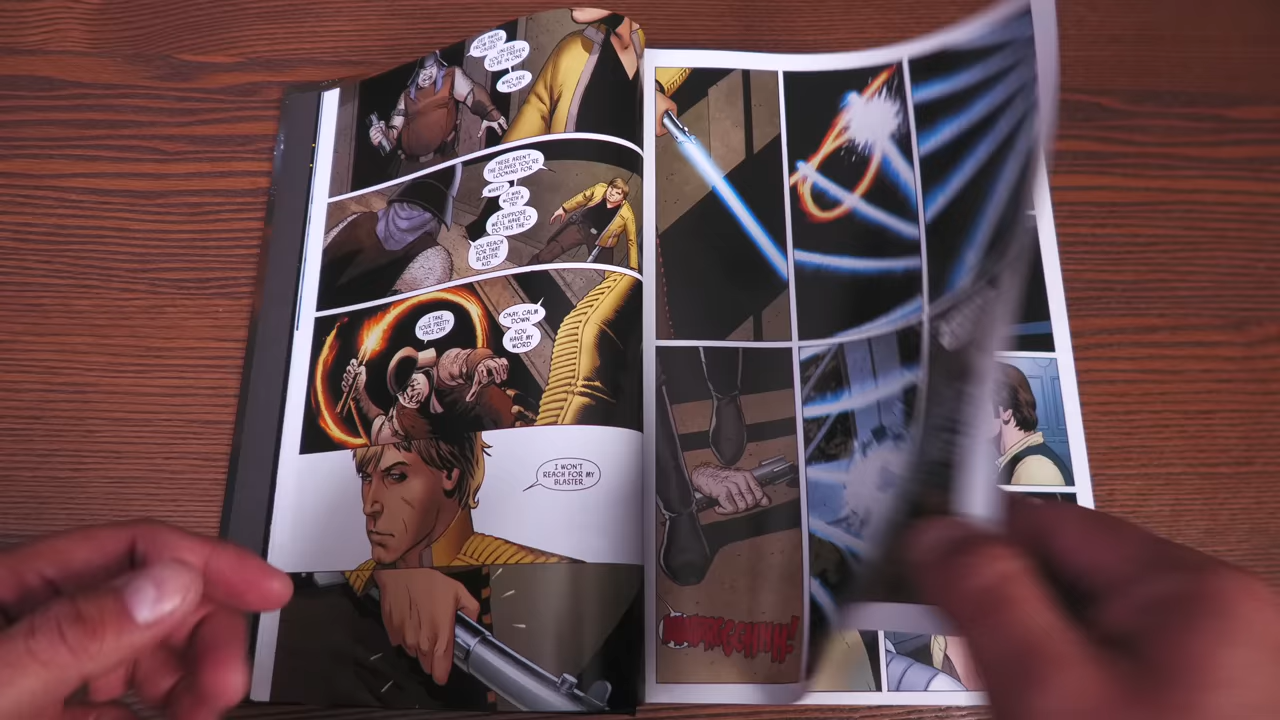 GET AWAY
FROM THOSE
CAGES!
UNLESS
YOU'D PREFER
TO BE IN ONE.
WHO ARE
YOU?!
THESE AREN'T
THE SLAVES YOU'RE
LOOKING FOR.
WHAT?
IT WAS
WORTH A
TRY.
I SUPPOSE
WE'LL HAVE TO
DO THIS THE--
YOU REACH
FOR THAT
BLASTER,
KID.
I TAKE
YOUR PRETTY
FACE OFF.
OKAY, CALM
DOWN.
YOU
HAVE MY
WORD.
I WON'T
REACH FOR MY
BLASTER.